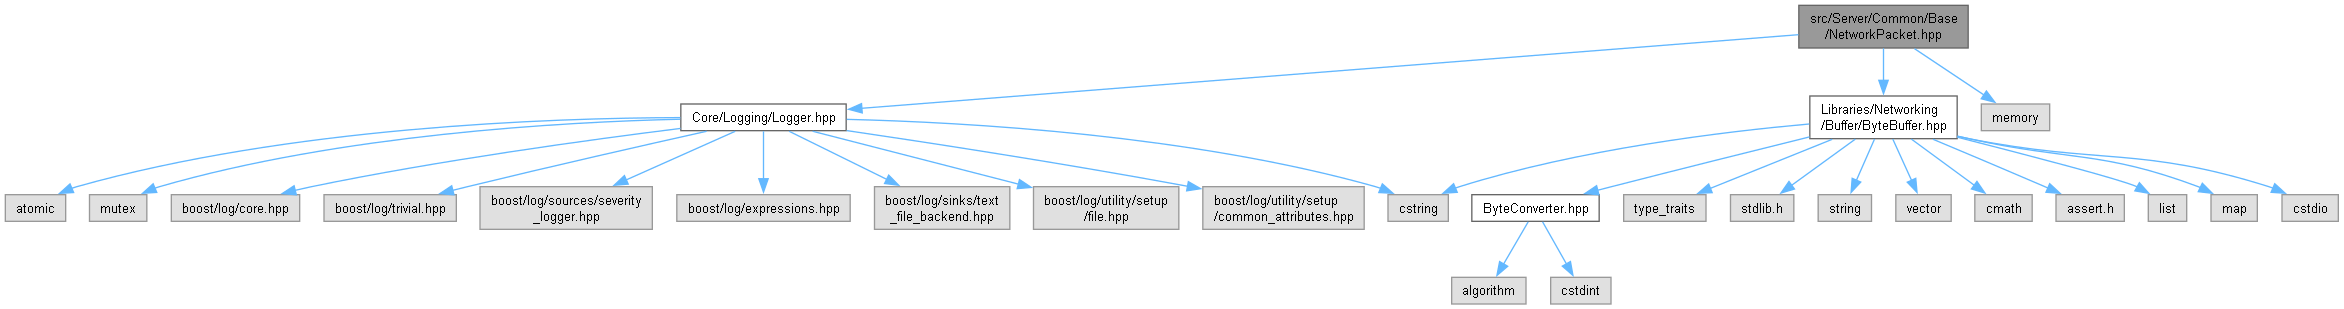 src/Server/Common/Base
/NetworkPacket.hpp
Core/Logging/Logger.hpp
Libraries/Networking
/Buffer/ByteBuffer.hpp
memory
atomic
mutex
boost/log/core.hpp
boost/log/trivial.hpp
boost/log/sources/severity
_logger.hpp
boost/log/expressions.hpp
boost/log/sinks/text
_file_backend.hpp
boost/log/utility/setup
/file.hpp
boost/log/utility/setup
/common_attributes.hpp
cstring
ByteConverter.hpp
type_traits
stdlib.h
string
vector
cmath
assert.h
list
map
cstdio
algorithm
cstdint